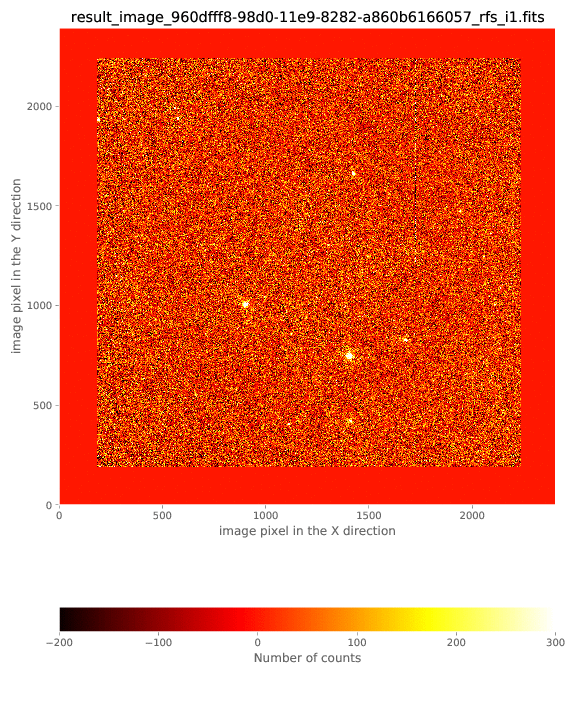 result_image_960dfff8-98d0-11e9-8282-a860b6166057_rfs_i1.fits
image pixel in the Y direction
2000
1500
1000
500
0
0 500 1000 1500 2000
image pixel in the X direction
−200 −100 0 100 200 300
Number of counts